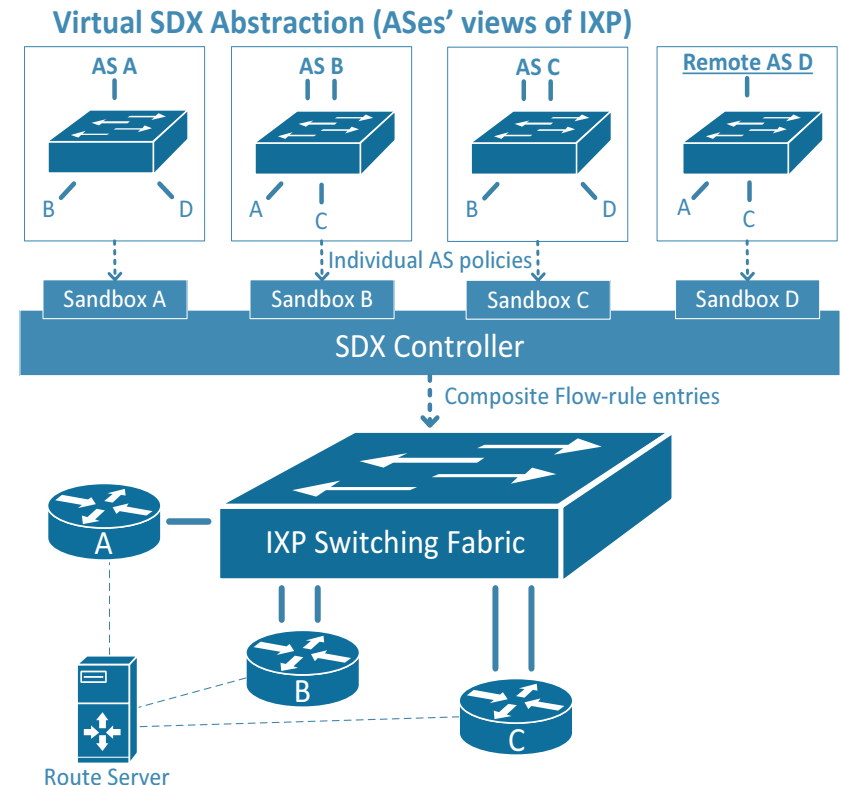 Virtual SDX Abstraction (ASes' views of IXP)
AS A
AS B
AS C
Remote AS D
B
D
A
C
B
D
A
C
Individual AS policies
Sandbox A
Sandbox B
Sandbox C
Sandbox D
SDX Controller
Composite Flow-rule entries
IXP Switching Fabric
A
B
C
Route Server